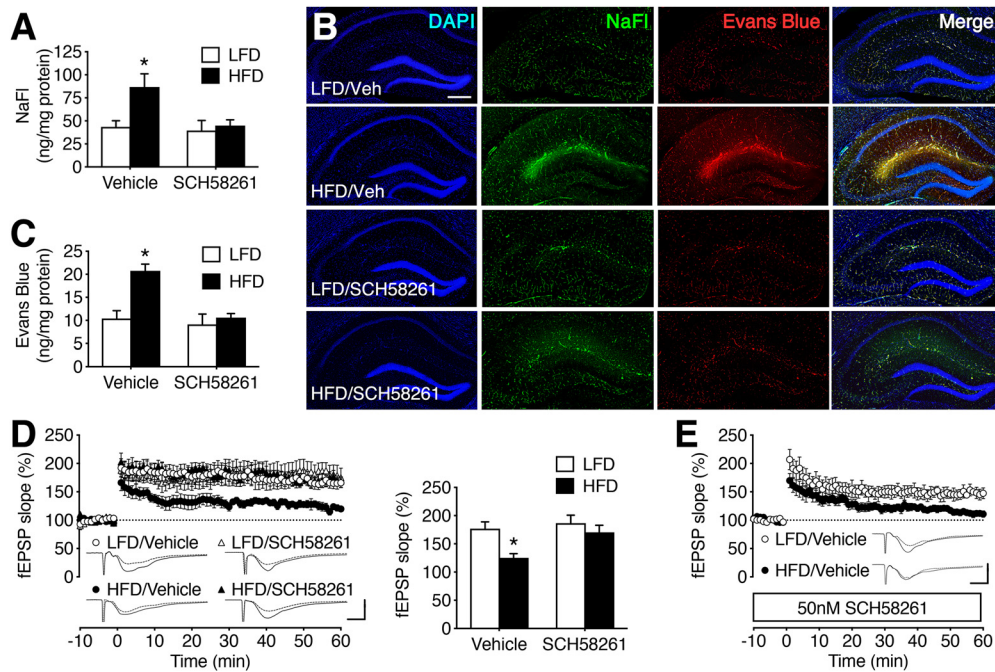 A
NaFl
(ng/mg protein)
125
100
75
50
25
0
LFD
HFD
*
Vehicle
SCH58261
B
DAPI
NaFl
Evans Blue
Merge
LFD/Veh
HFD/Veh
LFD/SCH58261
HFD/SCH58261
C
Evans Blue
(ng/mg protein)
25
20
15
10
5
0
LFD
HFD
*
Vehicle
SCH58261
D
fEPSP slope (%)
250
200
150
100
50
0
LFD/Vehicle
LFD/SCH58261
HFD/Vehicle
HFD/SCH58261
-10 0 10 20 30 40 50 60
Time (min)
fEPSP slope (%)
250
200
150
100
50
0
LFD
HFD
*
Vehicle
SCH58261
E
fEPSP slope (%)
250
200
150
100
50
0
LFD/Vehicle
HFD/Vehicle
50nM SCH58261
-10 0 10 20 30 40 50 60
Time (min)